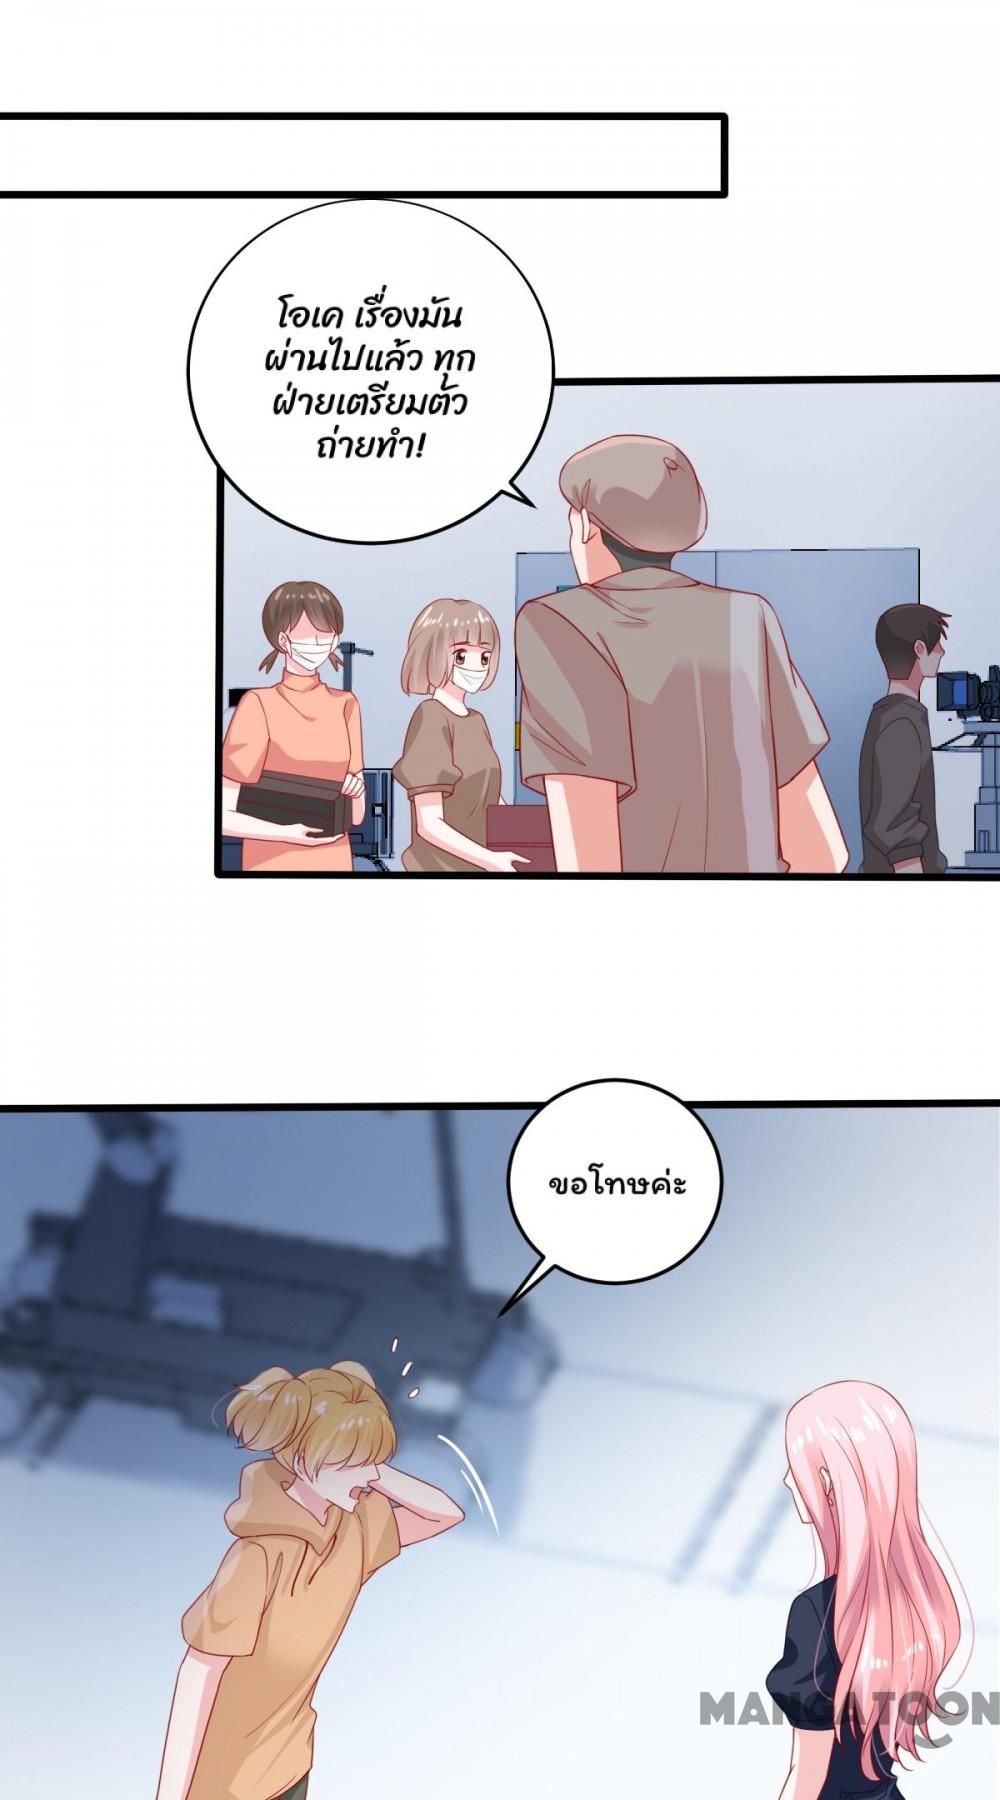 โอเค เรื่องมัน
ผ่านไปแล้ว ทุก
ฝ่ายเตรียมตัว
ถ่ายทำ!
ขอโทษค่ะ
MANGATOON